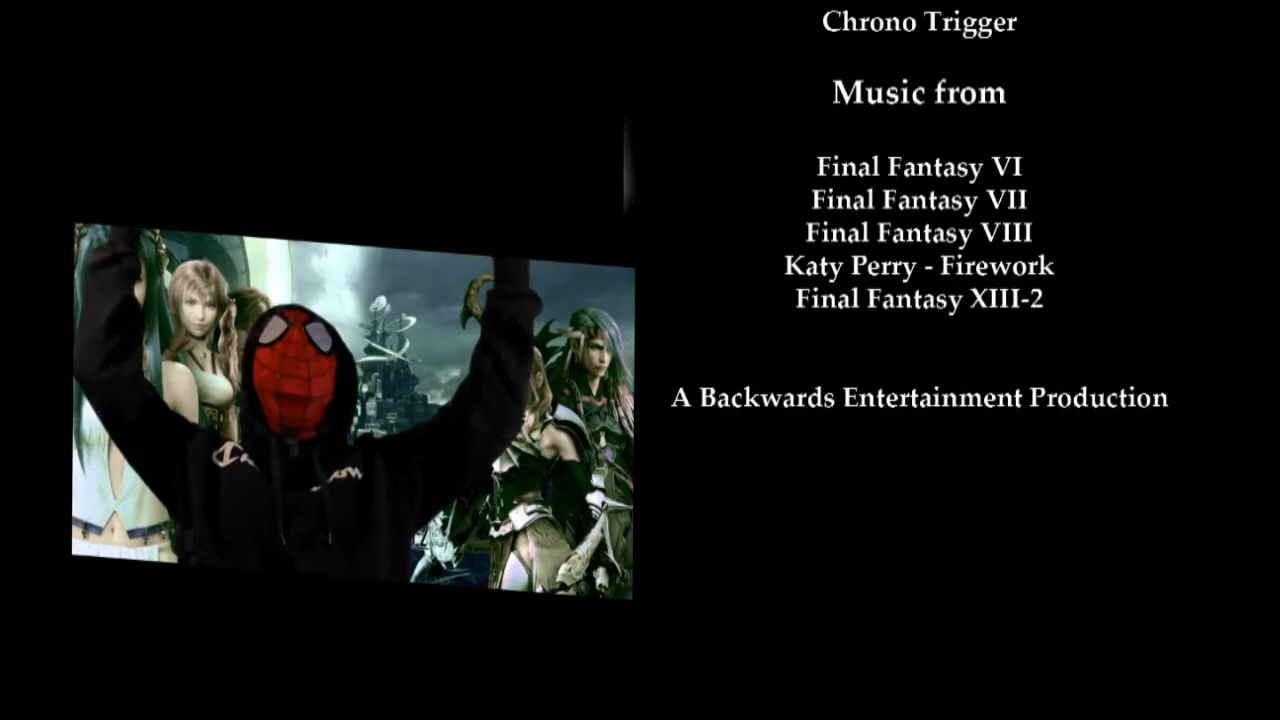 Chrono Trigger
Music from
Final Fantasy VI
Final Fantasy VII
Final Fantasy VIII
Katy Perry - Firework
Final Fantasy XIII-2
A Backwards Entertainment Production